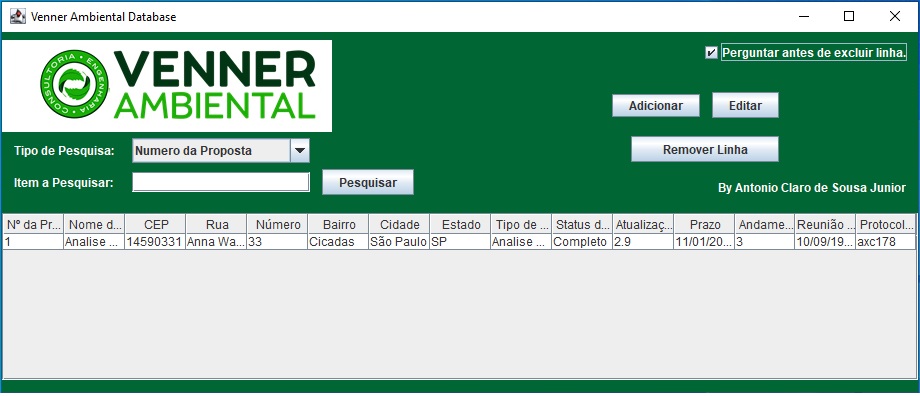 Venner Ambiental Database
CONSULTORIA • ENGENHARIA •
VENNER
AMBIENTAL
Perguntar antes de excluir linha.
Adicionar Editar
Tipo de Pesquisa: Numero da Proposta
Remover Linha
Item a Pesquisar: Pesquisar
By Antonio Claro de Sousa Junior
Nº da Pr... Nome d... CEP Rua Número Bairro Cidade Estado Tipo de ... Status d... Atualizaç... Prazo Andame... Reunião ... Protocol...
1 Analise ... 14590331 Anna Wa... 33 Cicadas São Paulo SP Analise ... Completo 2.9 11/01/20... 3 10/09/19... axc178